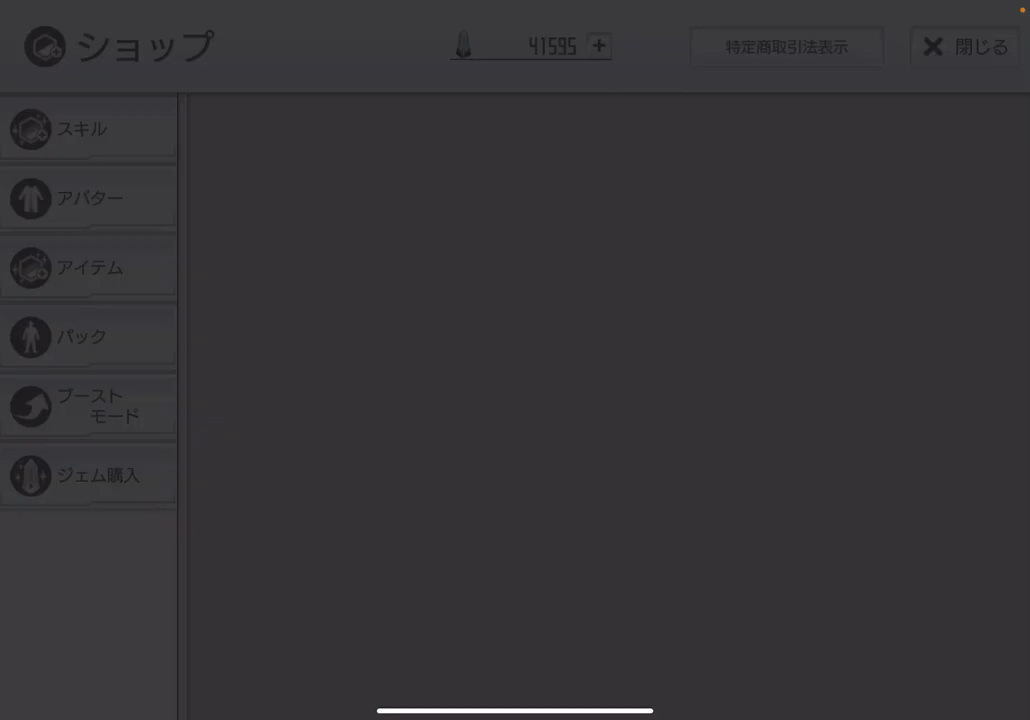 ショップ
41595
特定商取引法表示
閉じる
スキル
アバター
アイテム
パック
ブースト
モード
ジェム購入